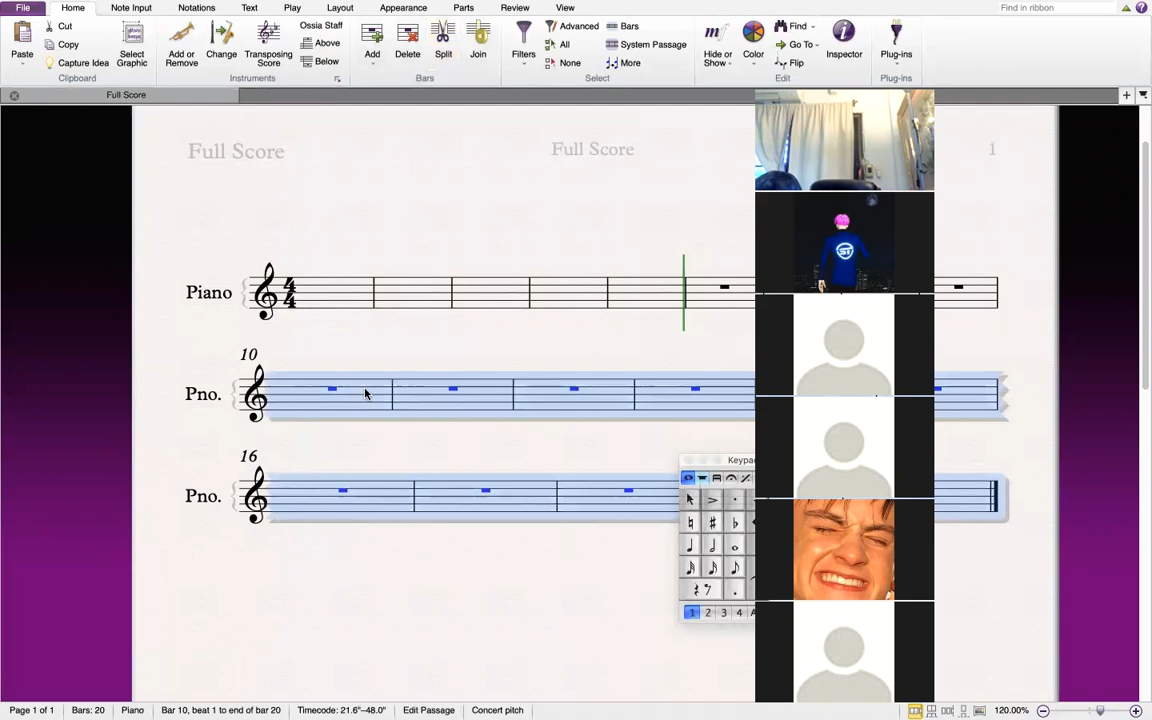 File Home Note Input Notations Text Play Layout Appearance Parts Review View Find in ribbon
Paste Cut Copy Capture Idea Select Graphic Clipboard
Add or Remove Change Transposing Score Ossia Staff Above Below Instruments
Add Delete Split Join Bars
Filters Advanced All None Bars System Passage More Select
Hide or Show Color Find Go To Flip Inspector Edit
Plug-ins Plug-ins
Full Score
Full Score Full Score 1
Piano 4 4
10
Pno.
16
Pno.
1 2 3 4
Page 1 of 1 Bars: 20 Piano Bar 10, beat 1 to end of bar 20 Timecode: 21.6"–48.0" Edit Passage Concert pitch 120.00%